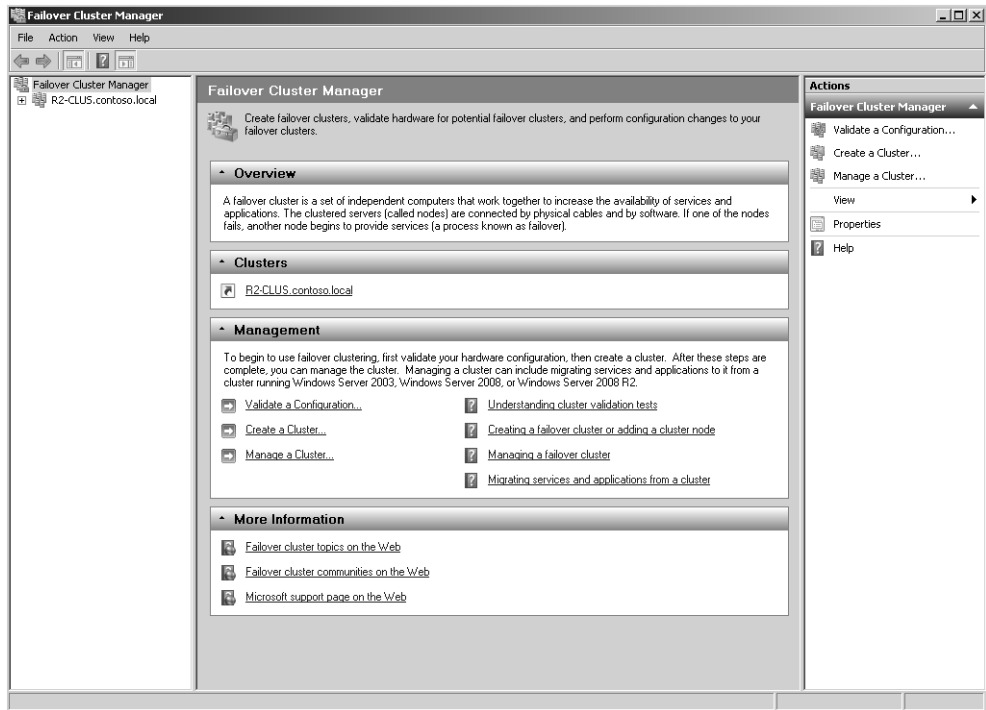 Failover Cluster Manager
File Action View Help
Failover Cluster Manager
R2-CLUS.contoso.local
Failover Cluster Manager
Create failover clusters, validate hardware for potential failover clusters, and perform configuration changes to your
failover clusters.
Overview
A failover cluster is a set of independent computers that work together to increase the availability of services and
applications. The clustered servers (called nodes) are connected by physical cables and by software. If one of the nodes
fails, another node begins to provide services (a process known as failover).
Clusters
R2-CLUS.contoso.local
Management
To begin to use failover clustering, first validate your hardware configuration, then create a cluster. After these steps are
complete, you can manage the cluster. Managing a cluster can include migrating services and applications to it from a
cluster running Windows Server 2003, Windows Server 2008, or Windows Server 2008 R2.
Validate a Configuration...
Understanding cluster validation tests
Create a Cluster...
Creating a failover cluster or adding a cluster node
Manage a Cluster...
Managing a failover cluster
Migrating services and applications from a cluster
More Information
Failover cluster topics on the Web
Failover cluster communities on the Web
Microsoft support page on the Web
Actions
Failover Cluster Manager
Validate a Configuration...
Create a Cluster...
Manage a Cluster...
View
Properties
Help